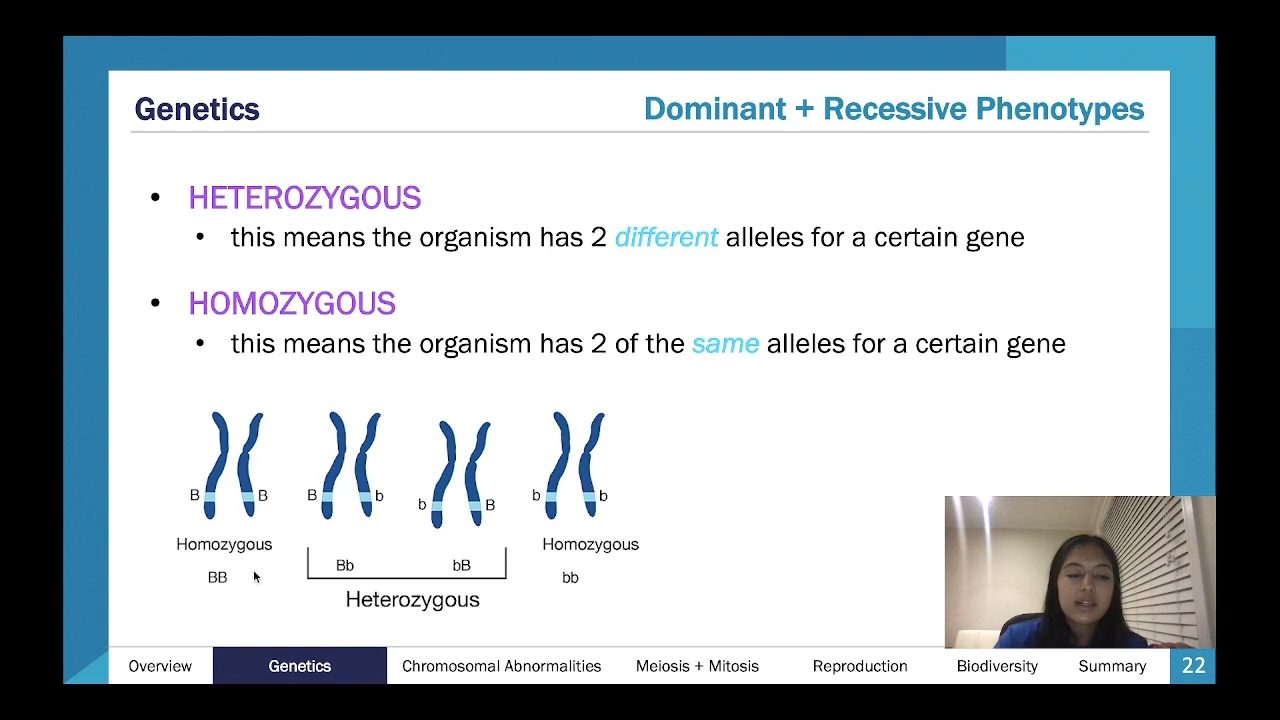 Genetics
Dominant + Recessive Phenotypes
• HETEROZYGOUS
• this means the organism has 2 different alleles for a certain gene
• HOMOZYGOUS
• this means the organism has 2 of the same alleles for a certain gene
B B B b b B b b
Homozygous Homozygous
BB Bb bB bb
Heterozygous
Overview Genetics Chromosomal Abnormalities Meiosis + Mitosis Reproduction Biodiversity Summary 22